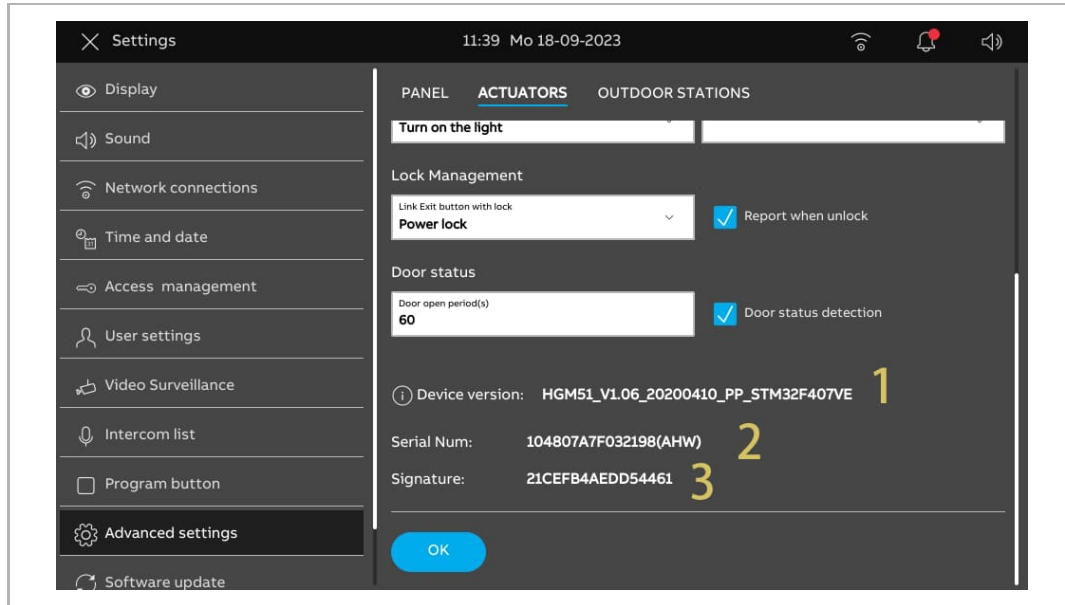 Settings
11:39 Mo 18-09-2023
Display
Sound
Network connections
Time and date
Access management
User settings
Video Surveillance
Intercom list
Program button
Advanced settings
Software update
PANEL ACTUATORS OUTDOOR STATIONS
Turn on the light
Lock Management
Link Exit button with lock
Power lock
Report when unlock
Door status
Door open period(s)
60
Door status detection
Device version: HGM51_V1.06_20200410_PP_STM32F407VE 1
Serial Num: 104807A7F032198(AHW) 2
Signature: 21CEFB4AEDD54461 3
OK